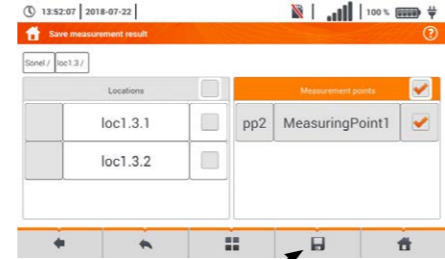 13:52:07 2018-07-22 100 %
Save measurement result
Sonel / loc1.3 /
Locations Measurement points
loc1.3.1 pp2 MeasuringPoint1
loc1.3.2